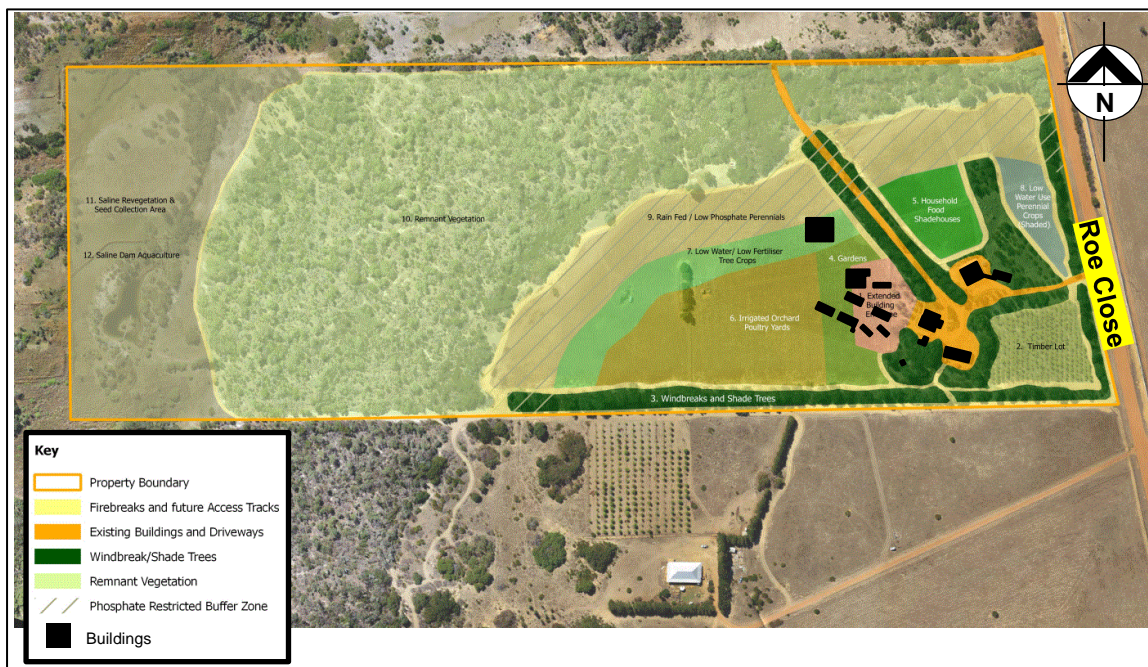 N
11. Saline Revegetation &
Seed Collection Area
12. Saline Dam Aquaculture
10. Remnant Vegetation
9. Rain Fed / Low Phosphate Perennials
7. Low Water/ Low Fertiliser
Tree Crops
5. Household
Food
Shadehouses
8. Low
Water Use
Perennial
Crops
(Shaded)
4. Gardens
Extended
Building
6. Irrigated Orchard
Poultry Yards
2. Timber Lot
3. Windbreaks and Shade Trees
Roe Close
Key
Property Boundary
Firebreaks and future Access Tracks
Existing Buildings and Driveways
Windbreak/Shade Trees
Remnant Vegetation
Phosphate Restricted Buffer Zone
Buildings